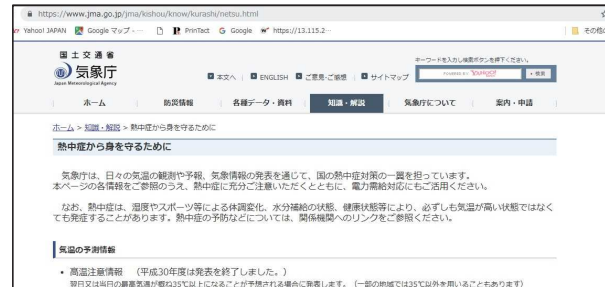 https://www.jma.go.jp/jma/kishou/know/kurashi/netsu.html
Yahoo! JAPAN Google マップ - … PrinTact Google https://13.115.2…
その他の
国土交通省
気象庁
Japan Meteorological Agency
キーワードを入力し検索ボタンを押下ください。
本文へ ENGLISH ご意見・ご感想 サイトマップ POWERED BY YAHOO! 検索
ホーム 防災情報 各種データ・資料 知識・解説 気象庁について 案内・申請
ホーム > 知識・解説 > 熱中症から身を守るために
熱中症から身を守るために
気象庁は、日々の気温の観測や予報、気象情報の発表を通じて、国の熱中症対策の一翼を担っています。
本ページの各情報をご参照のうえ、熱中症に充分ご注意いただくとともに、電力需給対応にもご活用ください。
なお、熱中症は、湿度やスポーツ等による体調変化、水分補給の状態、健康状態等により、必ずしも気温が高い状態ではなく
ても発症することがあります。熱中症の予防などについては、関係機関へのリンクをご参照ください。
気温の予測情報
• 高温注意情報 （平成30年度は発表を終了しました。）
翌日又は当日の最高気温が概ね35℃以上になることが予想される場合に発表します。（一部の地域では35℃以外を用いることもあります）